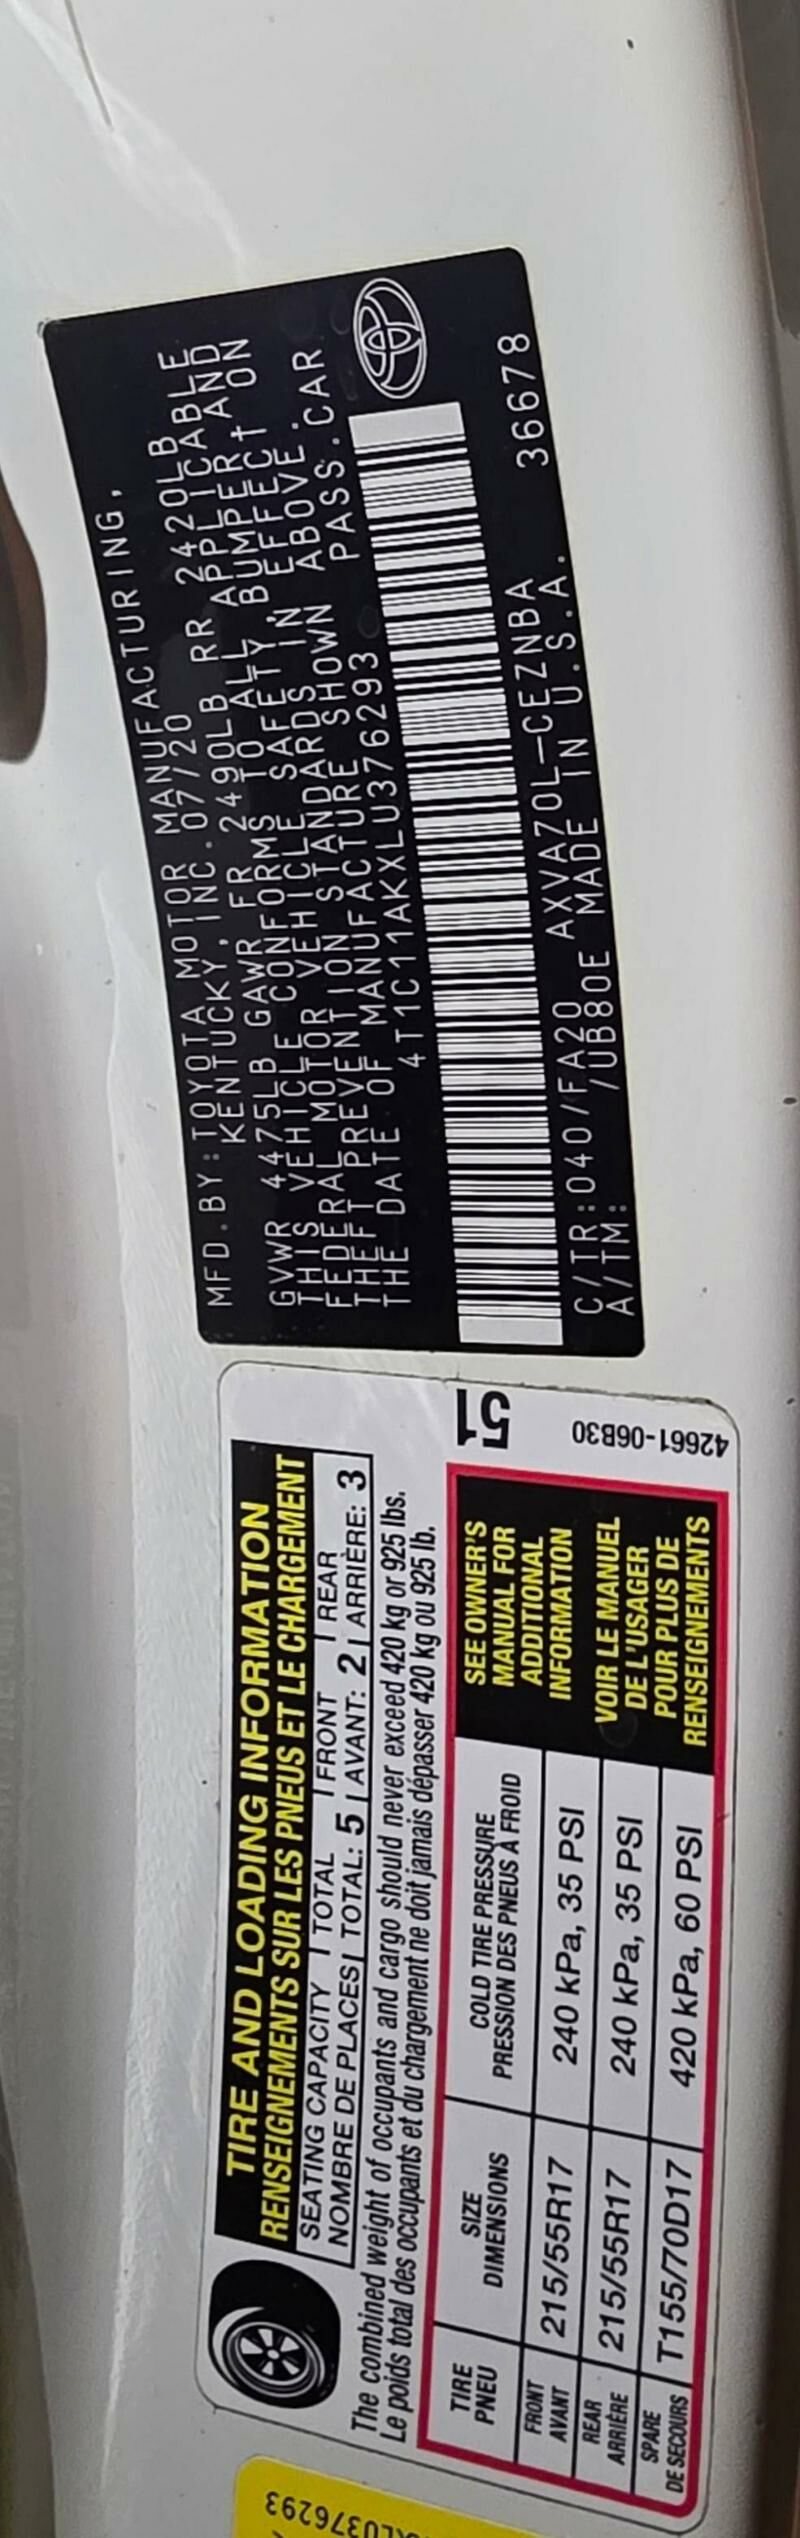 MFD.BY:TOYOTA MOTOR MANUFACTURING,
KENTUCKY, INC. 07/20
GVWR 4475LB GAWR FR 2490LB RR 2420LB
THIS VEHICLE CONFORMS TO ALL APPLICABLE
FEDERAL MOTOR VEHICLE SAFETY, BUMPER, AND
THEFT PREVENTION STANDARDS IN EFFECT ON
THE DATE OF MANUFACTURE SHOWN ABOVE.
4T1C11AKXLU376293 PASS.CAR
C/TR:040/FA20 AXVA70L-CEZNBA 36678
A/TM: /UB80E MADE IN U.S.A.
TIRE AND LOADING INFORMATION
RENSEIGNEMENTS SUR LES PNEUS ET LE CHARGEMENT
SEATING CAPACITY TOTAL FRONT REAR
NOMBRE DE PLACES TOTAL: 5 AVANT: 2 ARRIÈRE: 3
The combined weight of occupants and cargo should never exceed 420 kg or 925 lbs.
Le poids total des occupants et du chargement ne doit jamais dépasser 420 kg ou 925 lb.
TIRE SIZE COLD TIRE PRESSURE
PNEU DIMENSIONS PRESSION DES PNEUS À FROID
FRONT
AVANT 215/55R17 240 kPa, 35 PSI
REAR
ARRIÈRE 215/55R17 240 kPa, 35 PSI
SPARE
DE SECOURS T155/70D17 420 kPa, 60 PSI
SEE OWNER'S
MANUAL FOR
ADDITIONAL
INFORMATION
VOIR LE MANUEL
DE L'USAGER
POUR PLUS DE
RENSEIGNEMENTS
51
42661-06B30
LU376293